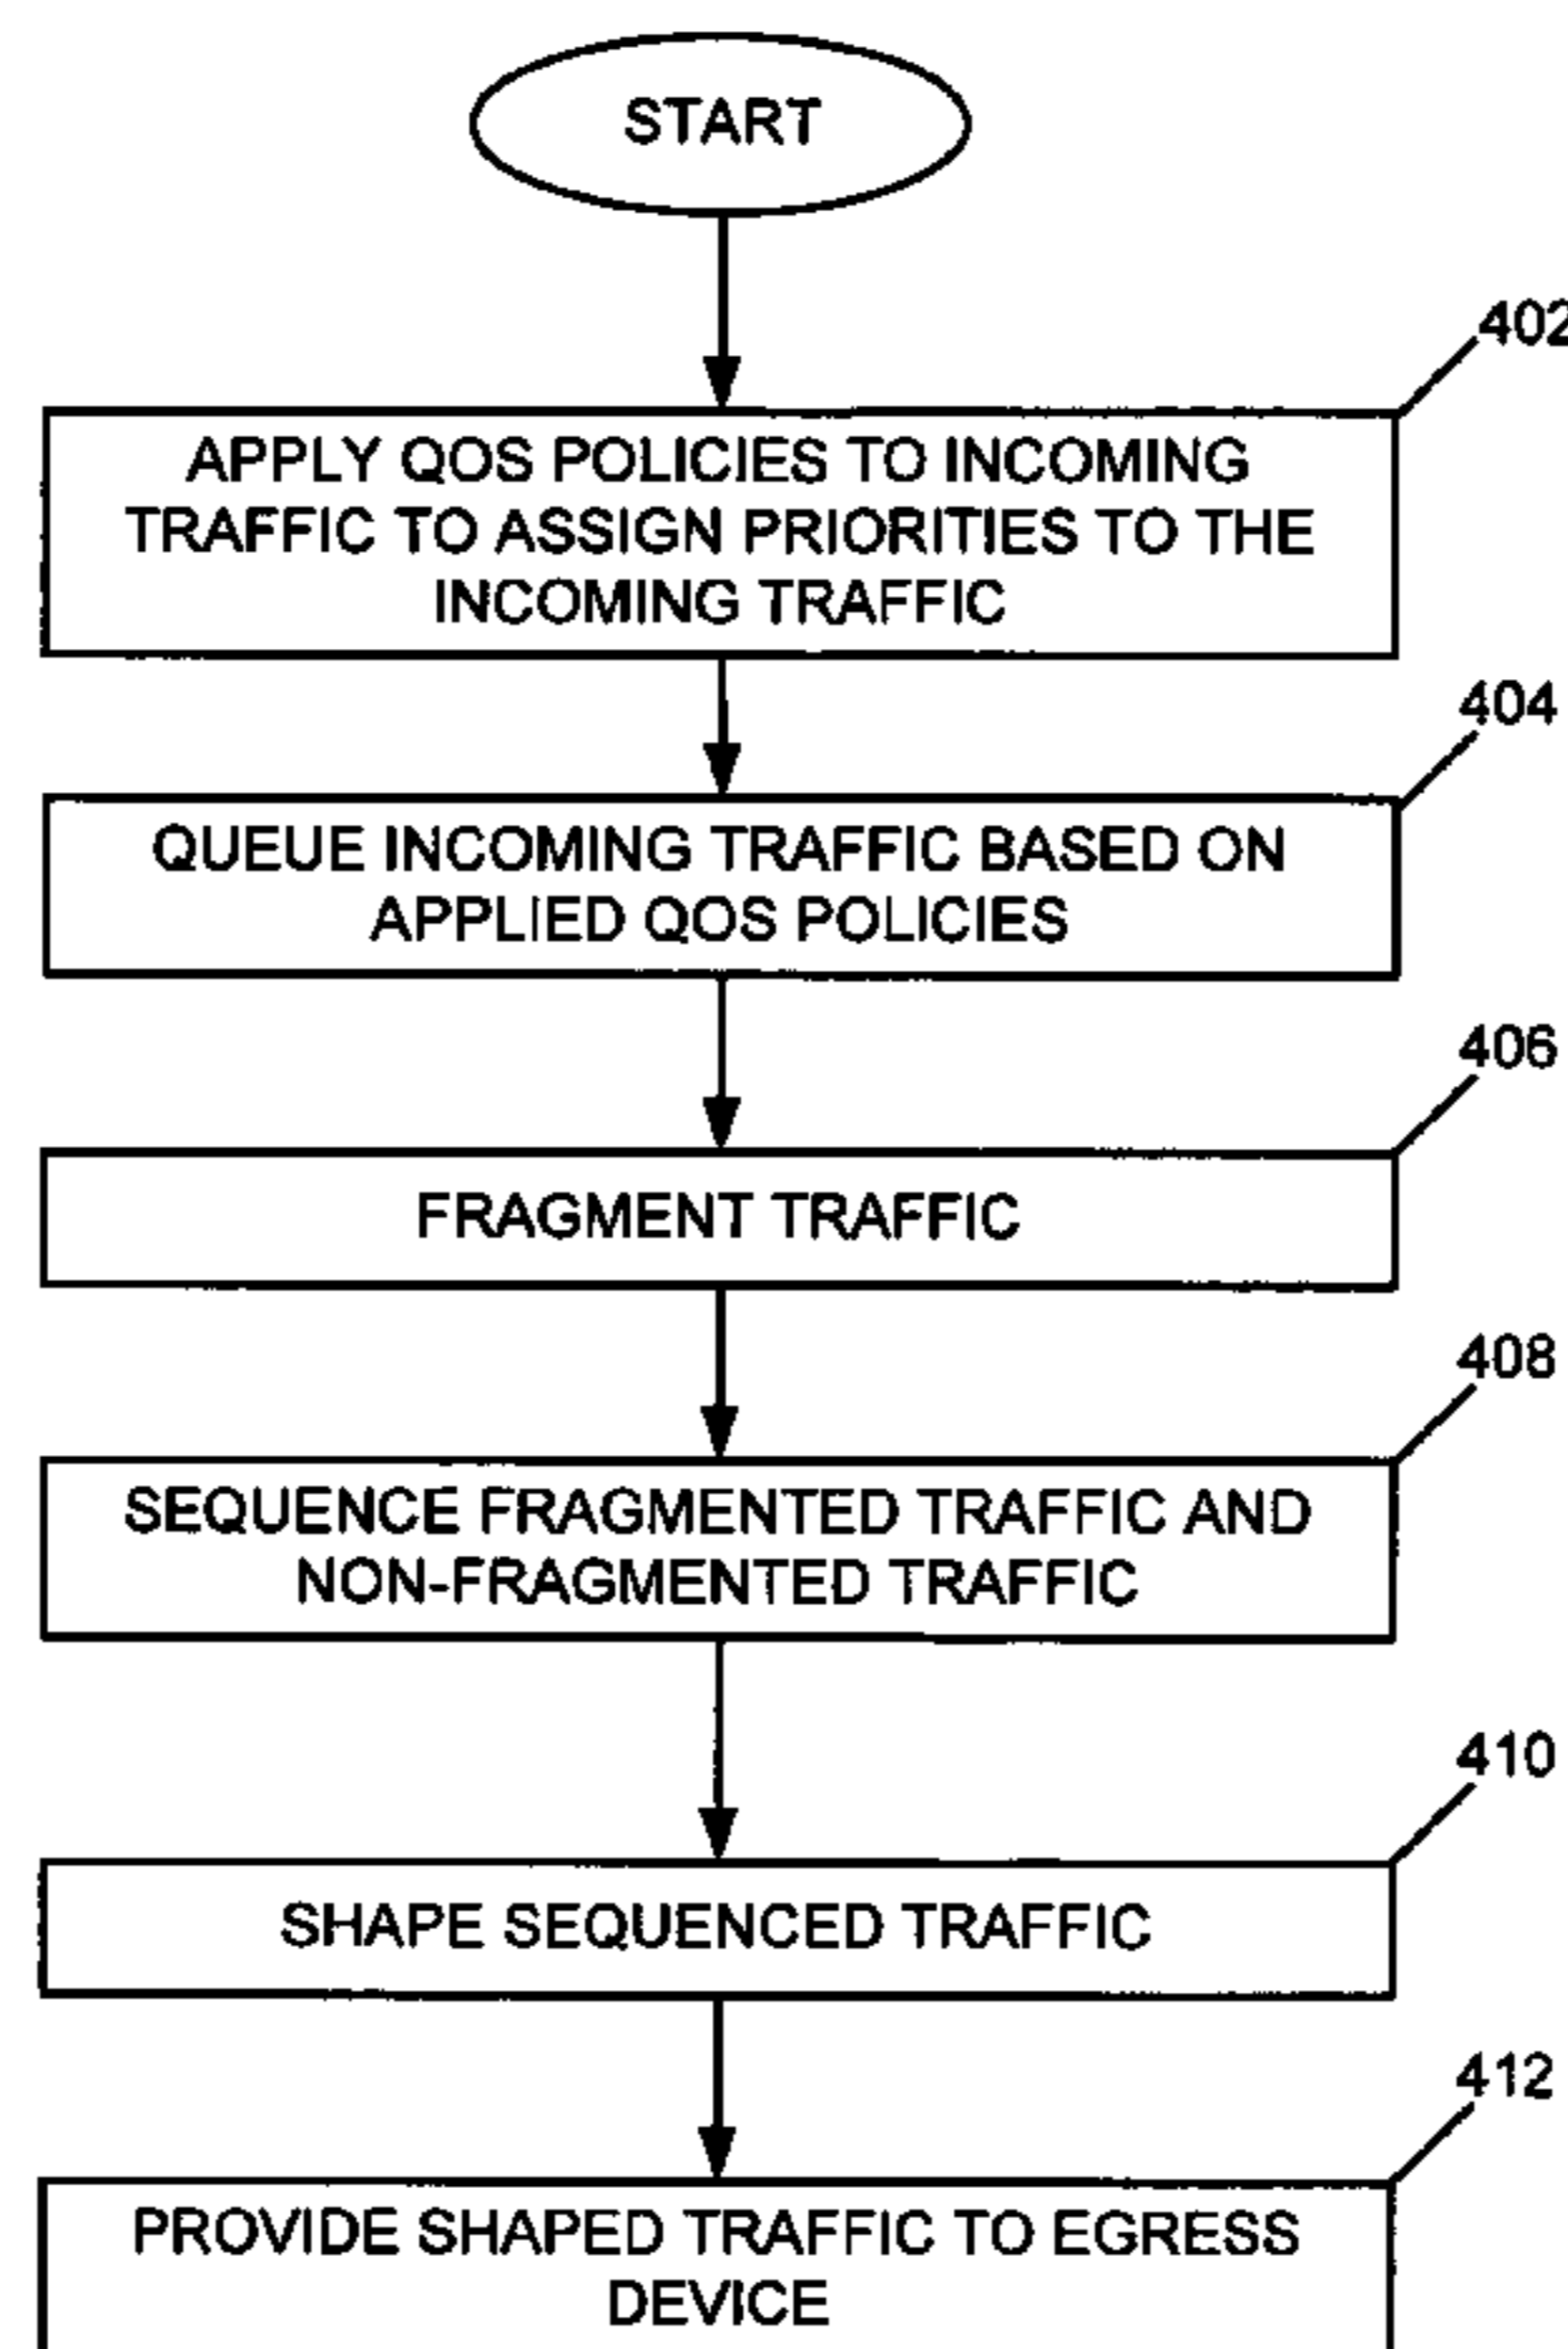 START
402
APPLY QOS POLICIES TO INCOMING
TRAFFIC TO ASSIGN PRIORITIES TO THE
INCOMING TRAFFIC
404
QUEUE INCOMING TRAFFIC BASED ON
APPLIED QOS POLICIES
406
FRAGMENT TRAFFIC
408
SEQUENCE FRAGMENTED TRAFFIC AND
NON-FRAGMENTED TRAFFIC
410
SHAPE SEQUENCED TRAFFIC
412
PROVIDE SHAPED TRAFFIC TO EGRESS
DEVICE